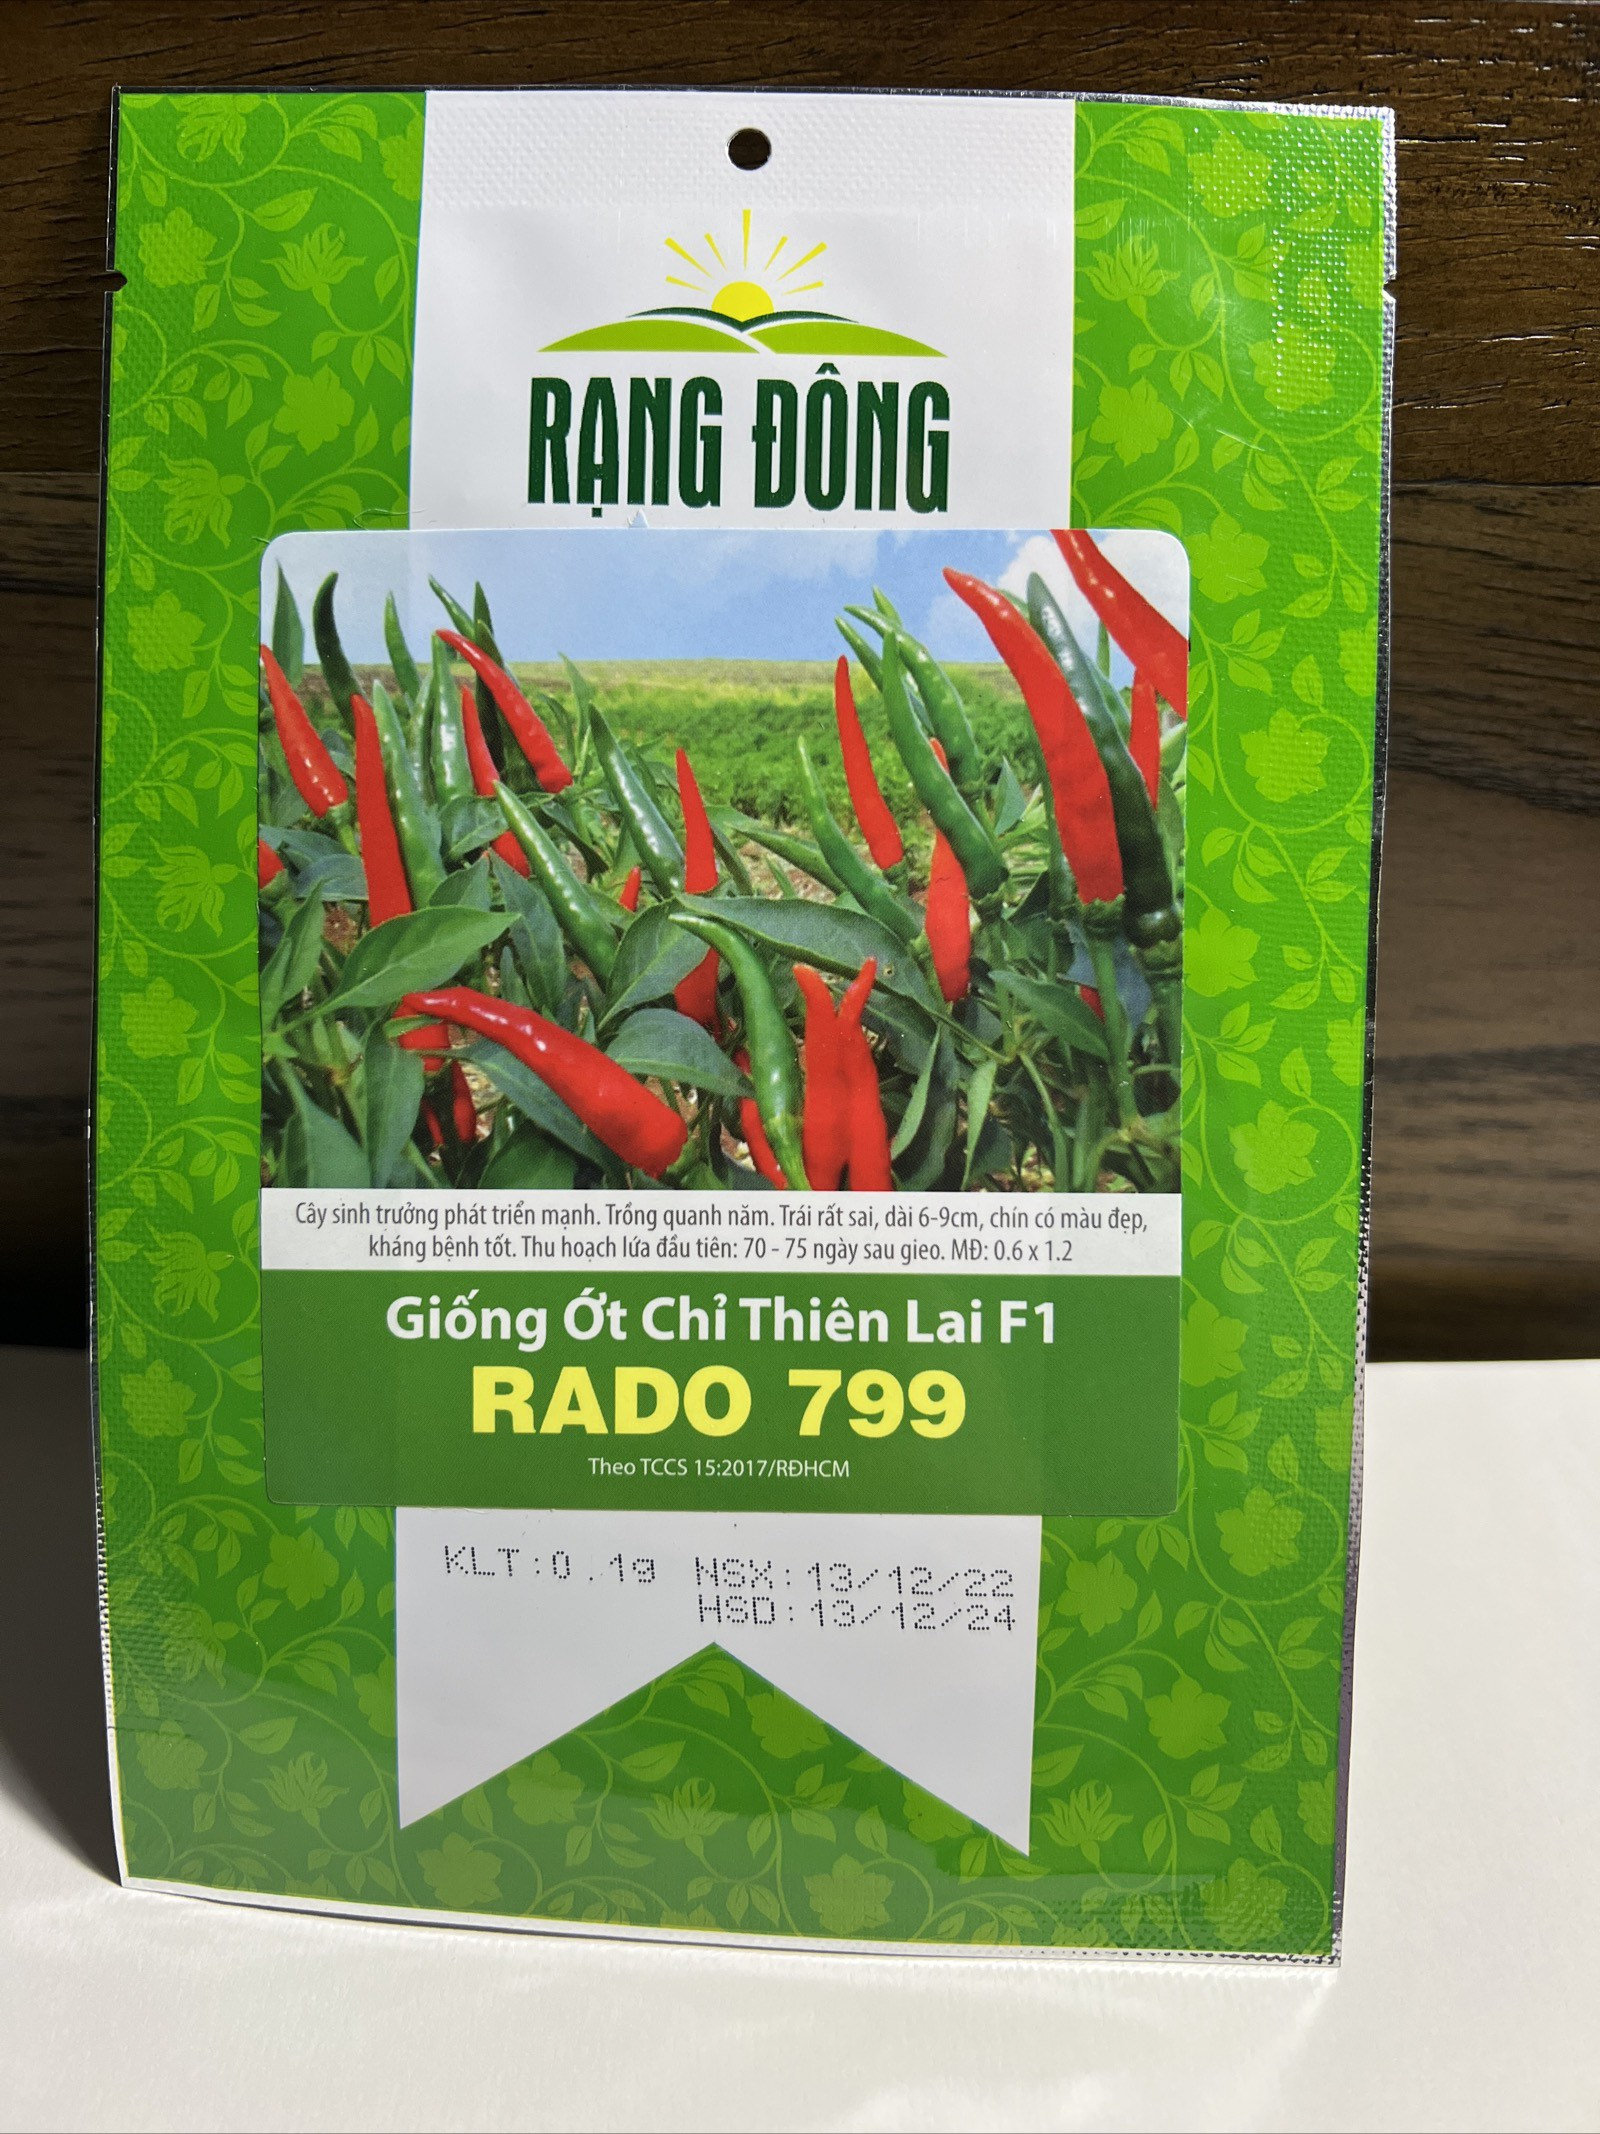 RẠNG ĐÔNG
Cây sinh trưởng phát triển mạnh. Trồng quanh năm. Trái rất sai, dài 6-9cm, chín có màu đẹp,
kháng bệnh tốt. Thu hoạch lứa đầu tiên: 70 - 75 ngày sau gieo. MĐ: 0.6 x 1.2
Giống Ớt Chỉ Thiên Lai F1
RADO 799
Theo TCCS 15:2017/RĐHCM
KLT:0.1g NSX:13/12/22
HSD:13/12/24